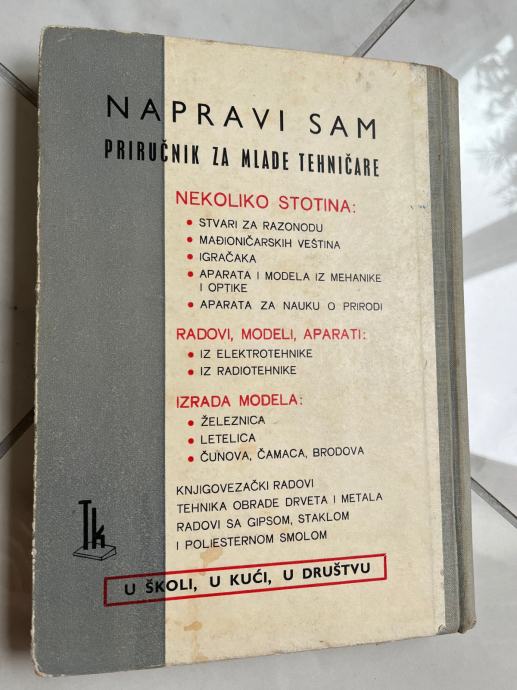 NAPRAVI SAM
PRIRUČNIK ZA MLADE TEHNIČARE
NEKOLIKO STOTINA:
• STVARI ZA RAZONODU
• MAĐIONIČARSKIH VEŠTINA
• IGRAČAKA
• APARATA I MODELA IZ MEHANIKE
I OPTIKE
• APARATA ZA NAUKU O PRIRODI
RADOVI, MODELI, APARATI:
• IZ ELEKTROTEHNIKE
• IZ RADIOTEHNIKE
IZRADA MODELA:
• ŽELEZNICA
• LETELICA
• ČUNOVA, ČAMACA, BRODOVA
KNJIGOVEZAČKI RADOVI
TEHNIKA OBRADE DRVETA I METALA
RADOVI SA GIPSOM, STAKLOM
I POLIESTERNOM SMOLOM
Tk
U ŠKOLI, U KUĆI, U DRUŠTVU